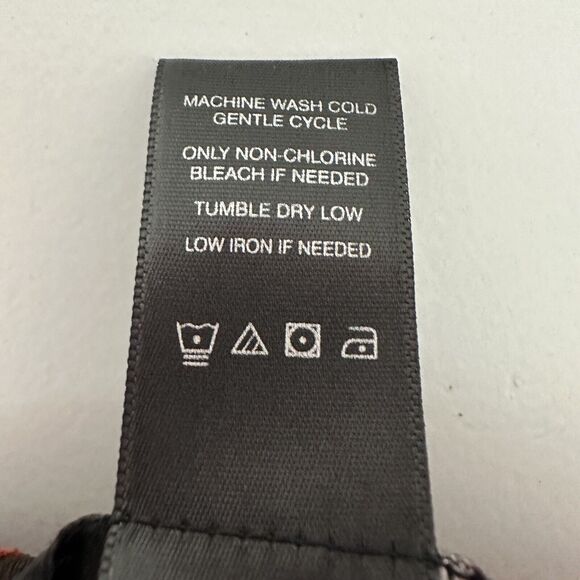 MACHINE WASH COLD
GENTLE CYCLE
ONLY NON-CHLORINE
BLEACH IF NEEDED
TUMBLE DRY LOW
LOW IRON IF NEEDED